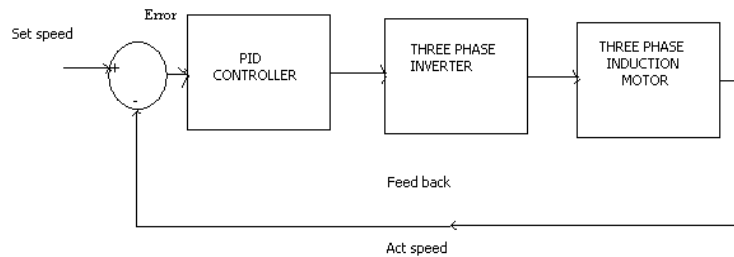 Error
Set speed
+
-
PID
CONTROLLER
THREE PHASE
INVERTER
THREE PHASE
INDUCTION
MOTOR
Feed back
Act speed